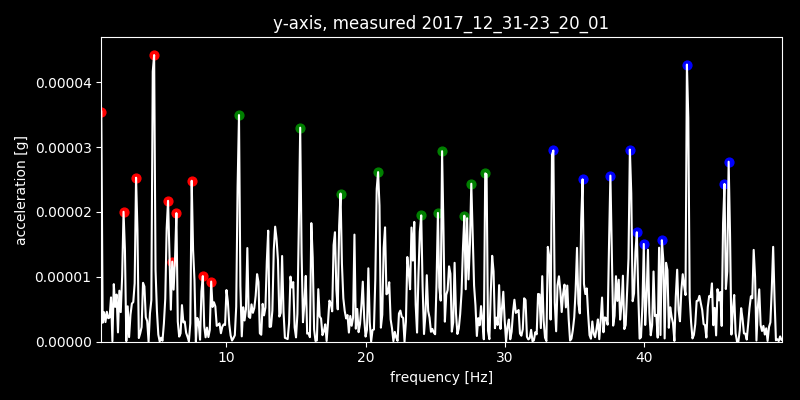 y-axis, measured 2017_12_31-23_20_01
0.00004
0.00003
0.00002
0.00001
0.00000
acceleration [g]
10 20 30 40
frequency [Hz]